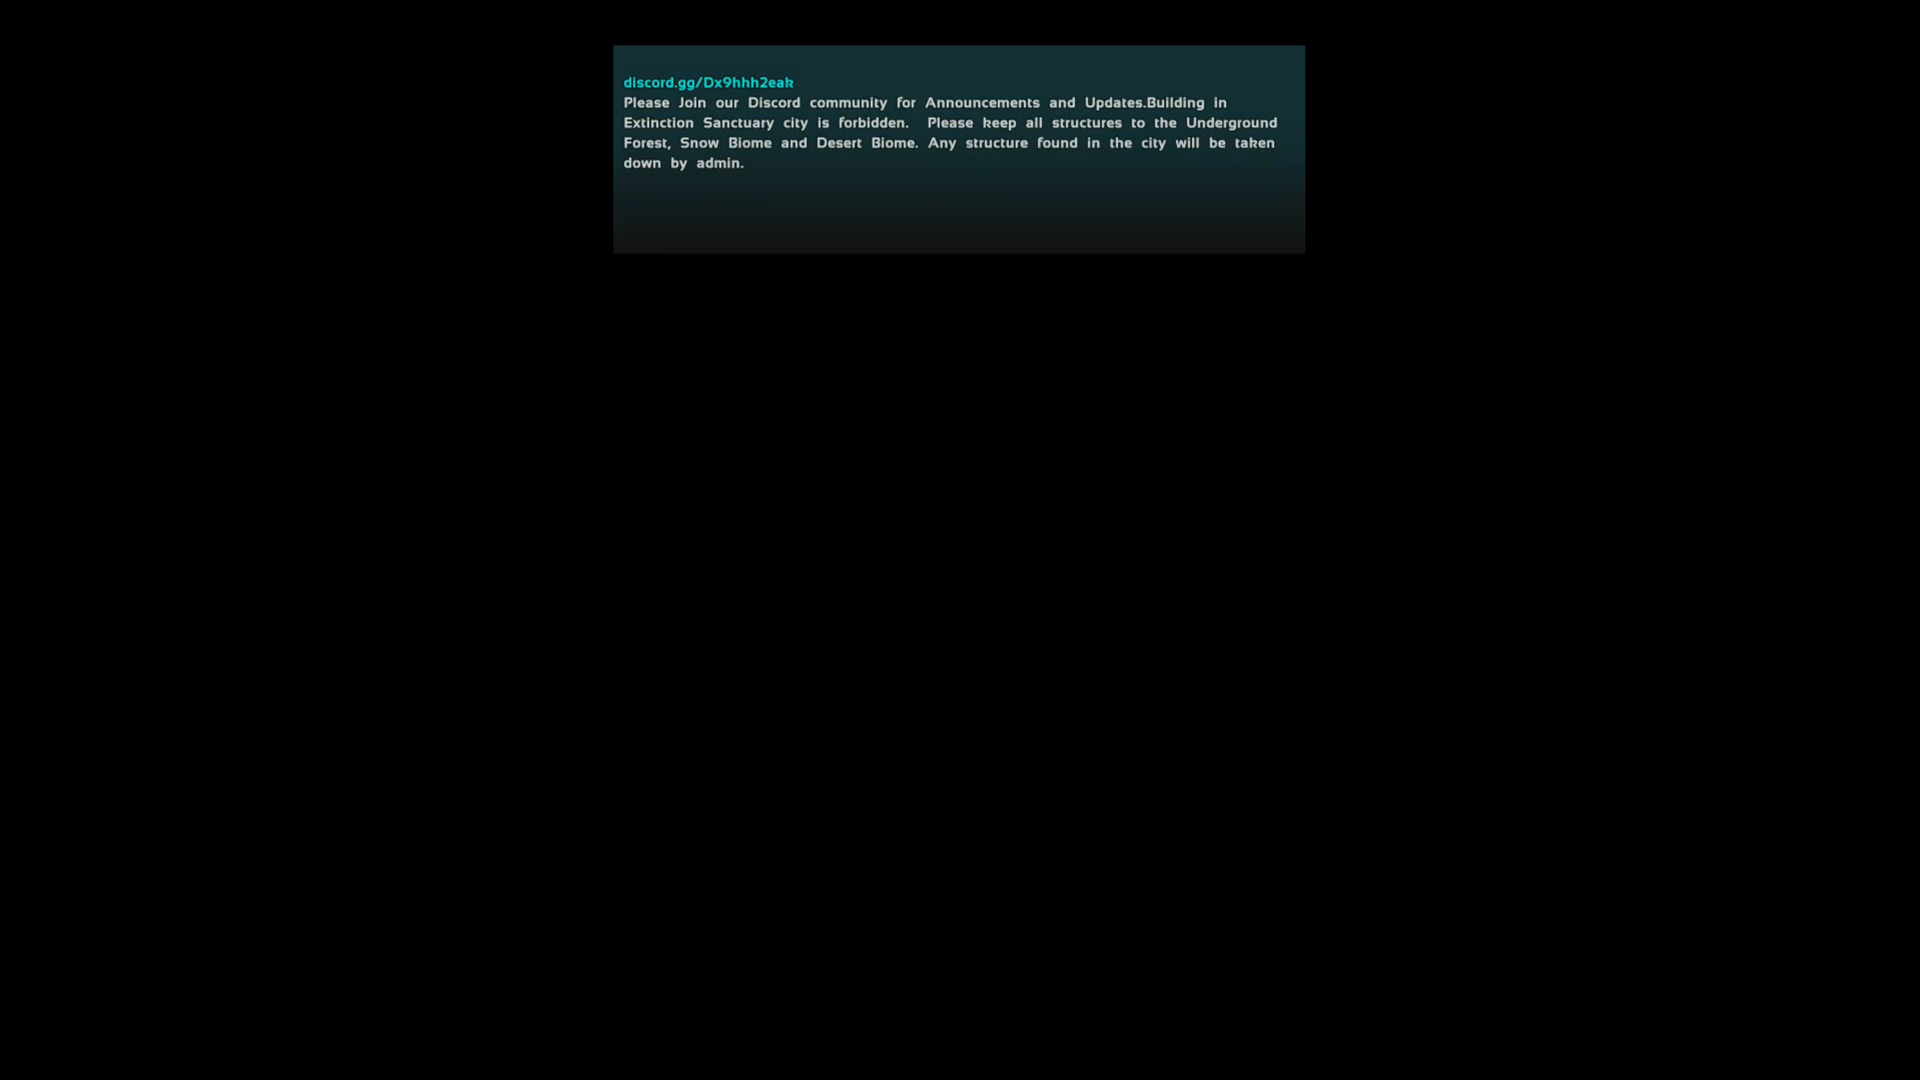 discord.gg/Dx9hhh2eak
Please Join our Discord community for Announcements and Updates.Building in
Extinction Sanctuary city is forbidden.  Please keep all structures to the Underground
Forest, Snow Biome and Desert Biome. Any structure found in the city will be taken
down by admin.